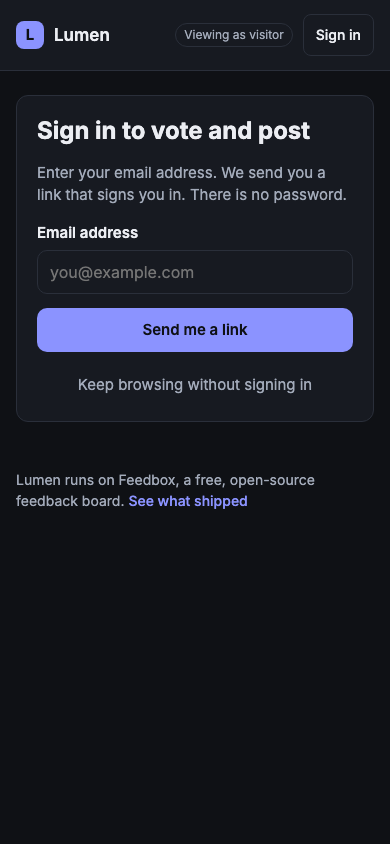 L Lumen Viewing as visitor Sign in
Sign in to vote and post
Enter your email address. We send you a
link that signs you in. There is no password.
Email address
you@example.com
Send me a link
Keep browsing without signing in
Lumen runs on Feedbox, a free, open-source
feedback board. See what shipped